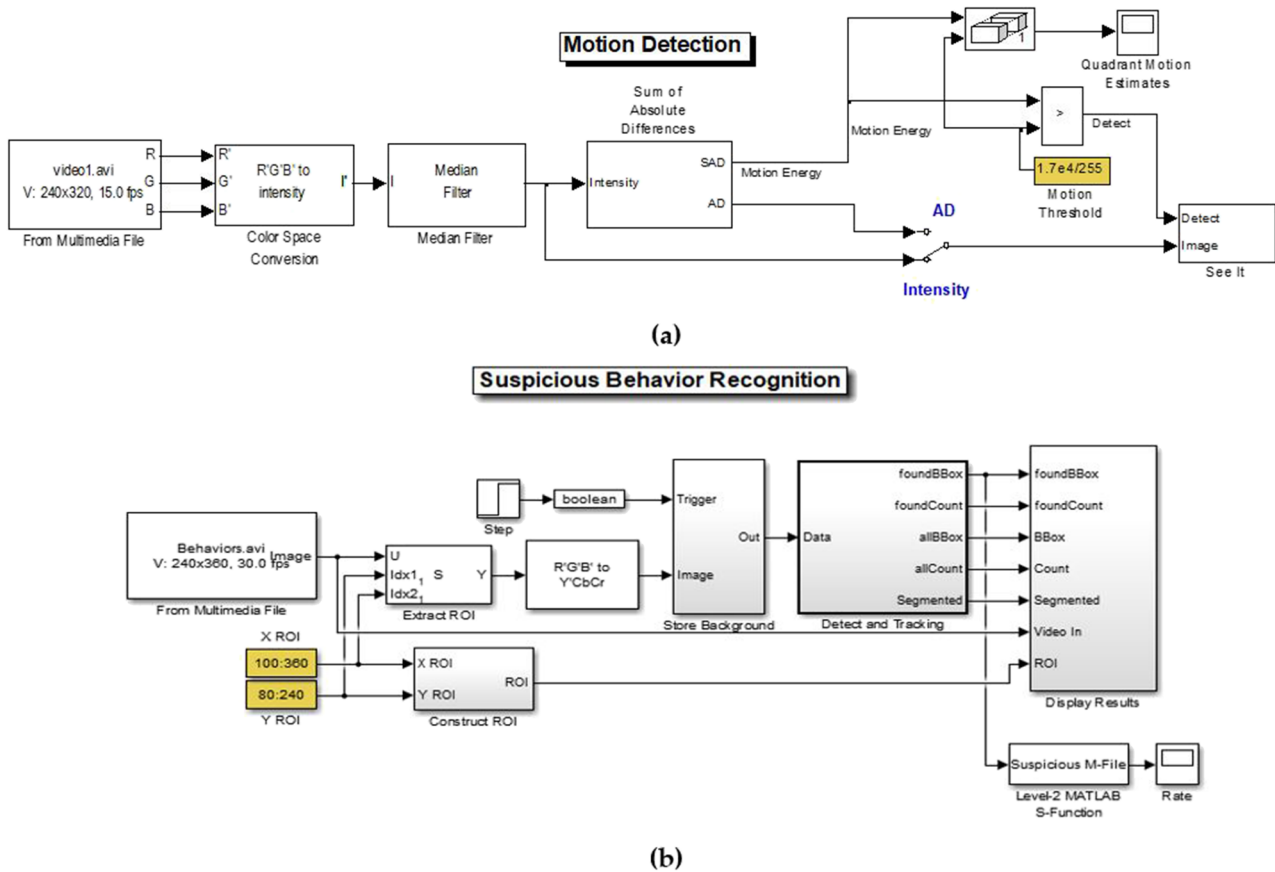 Motion Detection
1
Quadrant Motion
Estimates
Sum of
Absolute
Differences
Motion Energy
>
Detect
video1.avi
V: 240x320, 15.0 fps
R
G
B
From Multimedia File
R'
G'
B'
R'G'B' to
intensity
I'
Color Space
Conversion
I
Median
Filter
Median Filter
Intensity
SAD
AD
Motion Energy
1.7e4/255
Motion
Threshold
AD
Intensity
Detect
Image
See It
(a)
Suspicious Behavior Recognition
Behaviors.avi
V: 240x360, 30.0 fps
Image
From Multimedia File
Step
boolean
U
Idx1
1
Idx2
1
S
Y
Extract ROI
R'G'B' to
Y'CbCr
Trigger
Image
Out
Store Background
Data
foundBBox
foundCount
allBBox
allCount
Segmented
Detect and Tracking
foundBBox
foundCount
BBox
Count
Segmented
Video In
ROI
Display Results
X ROI
100:360
80:240
Y ROI
X ROI
Y ROI
ROI
Construct ROI
Suspicious M-File
Level-2 MATLAB
S-Function
Rate
(b)